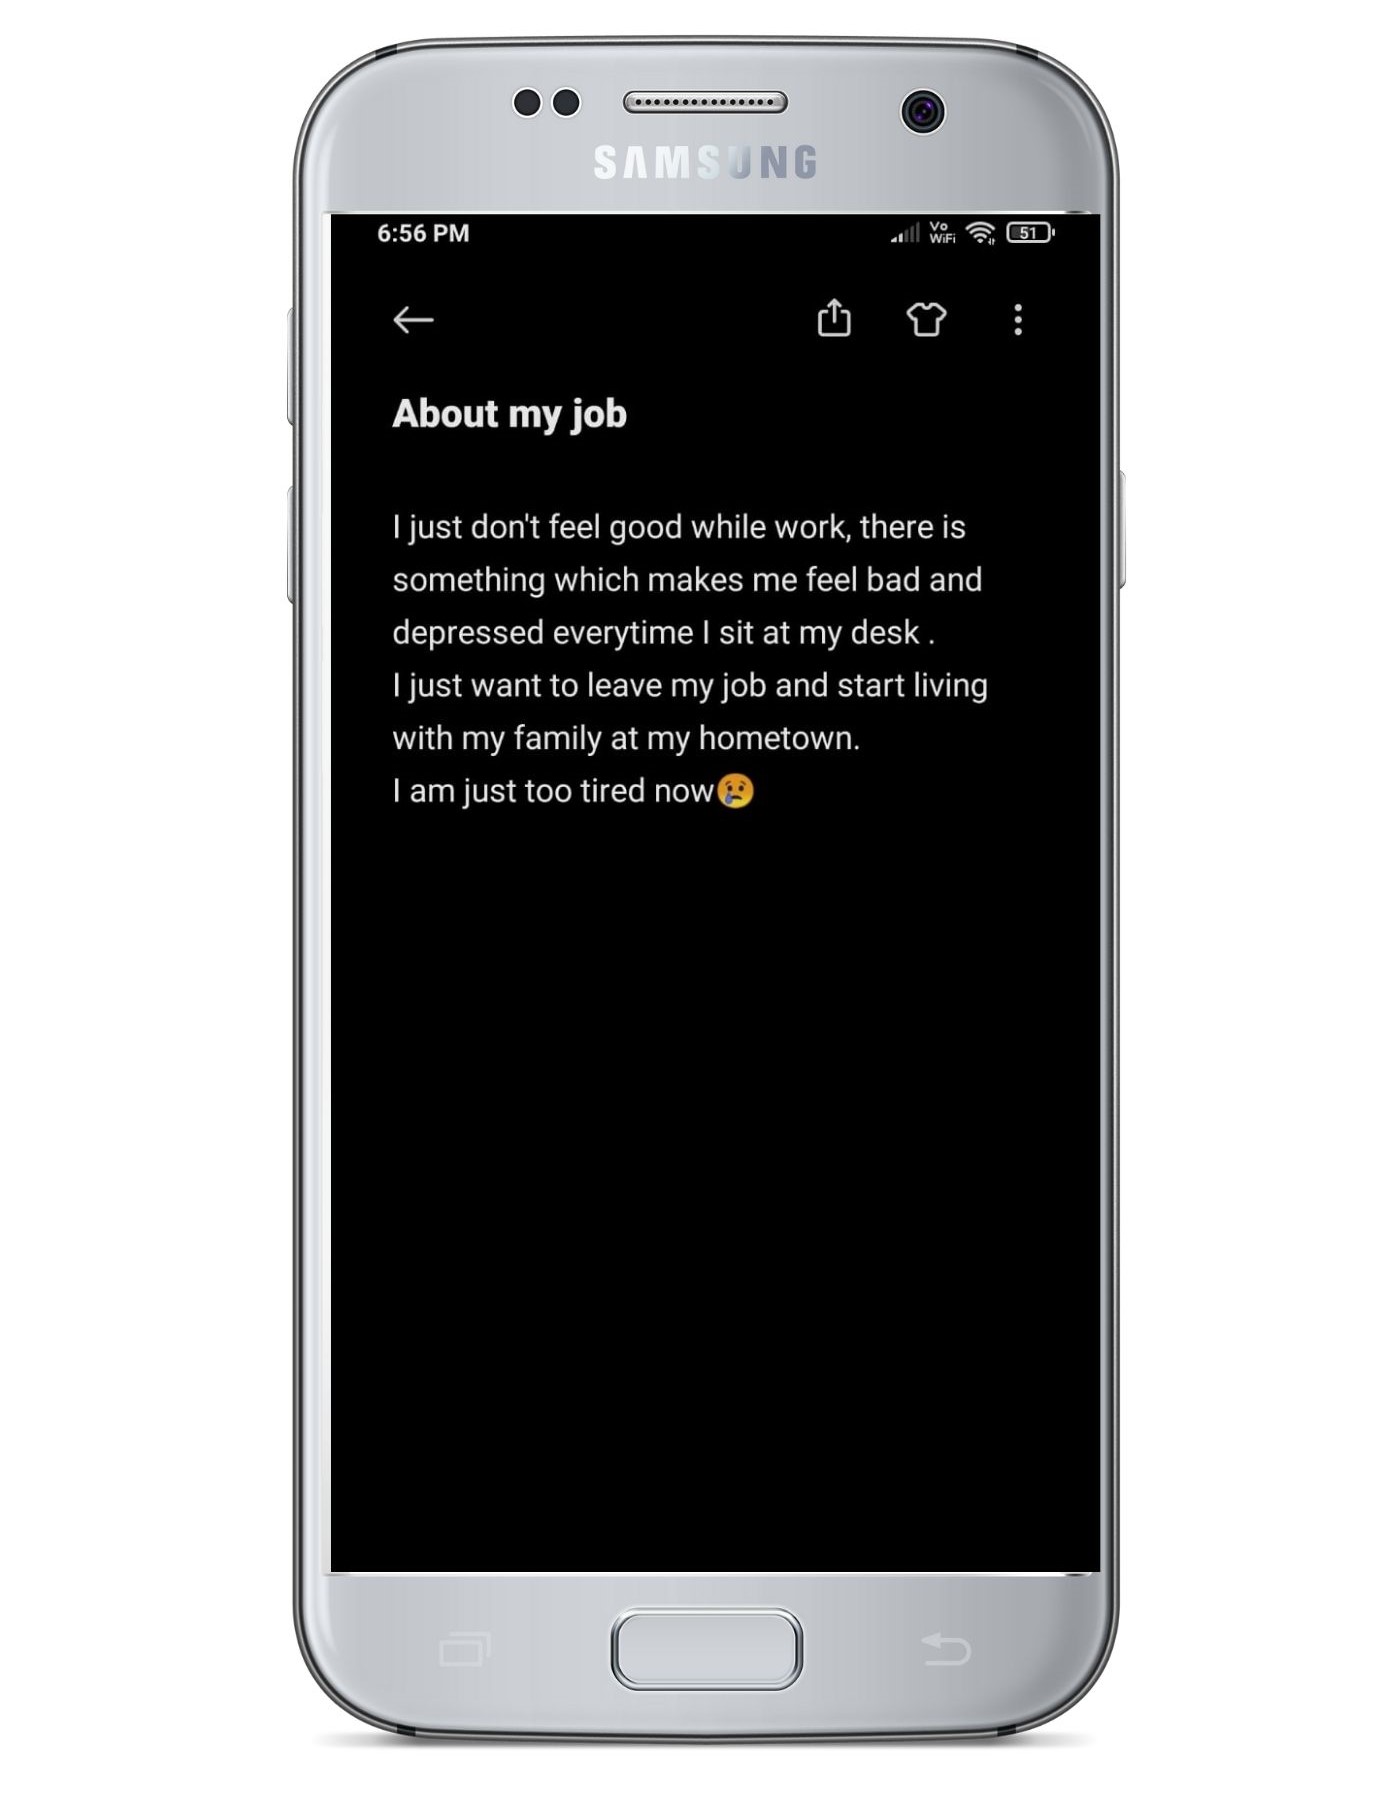 SAMSUNG
6:56 PM
Vo
WiFi
51
About my job
I just don't feel good while work, there is
something which makes me feel bad and
depressed everytime I sit at my desk .
I just want to leave my job and start living
with my family at my hometown.
I am just too tired now😢